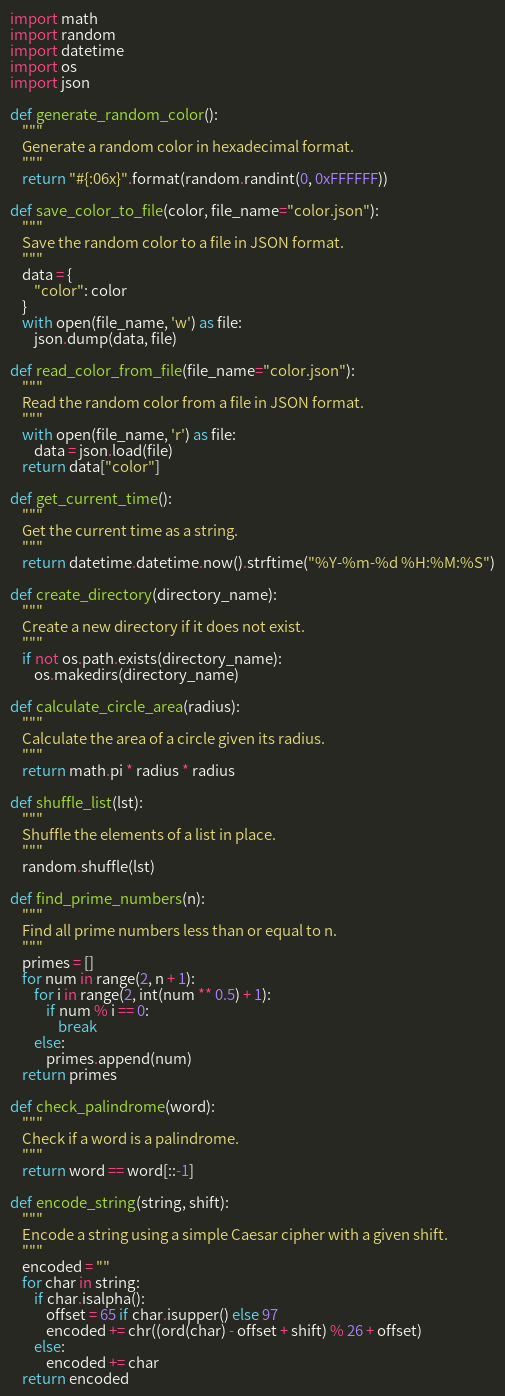 import math
import random
import datetime
import os
import json

def generate_random_color():
    """
    Generate a random color in hexadecimal format.
    """
    return "#{:06x}".format(random.randint(0, 0xFFFFFF))

def save_color_to_file(color, file_name="color.json"):
    """
    Save the random color to a file in JSON format.
    """
    data = {
        "color": color
    }
    with open(file_name, 'w') as file:
        json.dump(data, file)

def read_color_from_file(file_name="color.json"):
    """
    Read the random color from a file in JSON format.
    """
    with open(file_name, 'r') as file:
        data = json.load(file)
    return data["color"]

def get_current_time():
    """
    Get the current time as a string.
    """
    return datetime.datetime.now().strftime("%Y-%m-%d %H:%M:%S")

def create_directory(directory_name):
    """
    Create a new directory if it does not exist.
    """
    if not os.path.exists(directory_name):
        os.makedirs(directory_name)

def calculate_circle_area(radius):
    """
    Calculate the area of a circle given its radius.
    """
    return math.pi * radius * radius

def shuffle_list(lst):
    """
    Shuffle the elements of a list in place.
    """
    random.shuffle(lst)

def find_prime_numbers(n):
    """
    Find all prime numbers less than or equal to n.
    """
    primes = []
    for num in range(2, n + 1):
        for i in range(2, int(num ** 0.5) + 1):
            if num % i == 0:
                break
        else:
            primes.append(num)
    return primes

def check_palindrome(word):
    """
    Check if a word is a palindrome.
    """
    return word == word[::-1]

def encode_string(string, shift):
    """
    Encode a string using a simple Caesar cipher with a given shift.
    """
    encoded = ""
    for char in string:
        if char.isalpha():
            offset = 65 if char.isupper() else 97
            encoded += chr((ord(char) - offset + shift) % 26 + offset)
        else:
            encoded += char
    return encoded